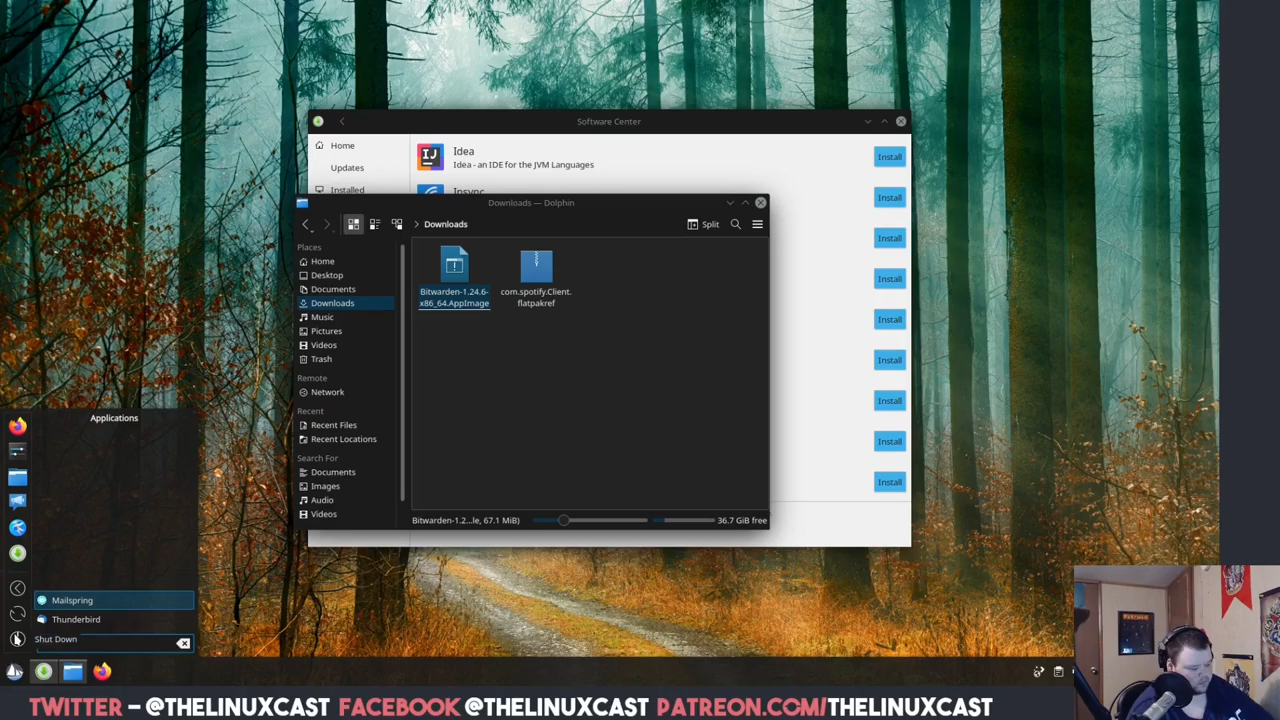 Software Center
Home
Updates
Installed
Idea
Idea - an IDE for the JVM Languages
Install
Insync
Install
Install
Install
Install
Install
Install
Install
Install
Downloads — Dolphin
Downloads
Split
Places
Home
Desktop
Documents
Downloads
Music
Pictures
Videos
Trash
Remote
Network
Recent
Recent Files
Recent Locations
Search For
Documents
Images
Audio
Videos
Bitwarden-1.24.6-
x86_64.AppImage
com.spotify.Client.
flatpakref
Bitwarden-1.2...le, 67.1 MiB)
36.7 GiB free
Applications
Mailspring
Thunderbird
Shut Down
TWITTER - @THELINUXCAST FACEBOOK @THELINUXCAST PATREON.COM/THELINUXCAST